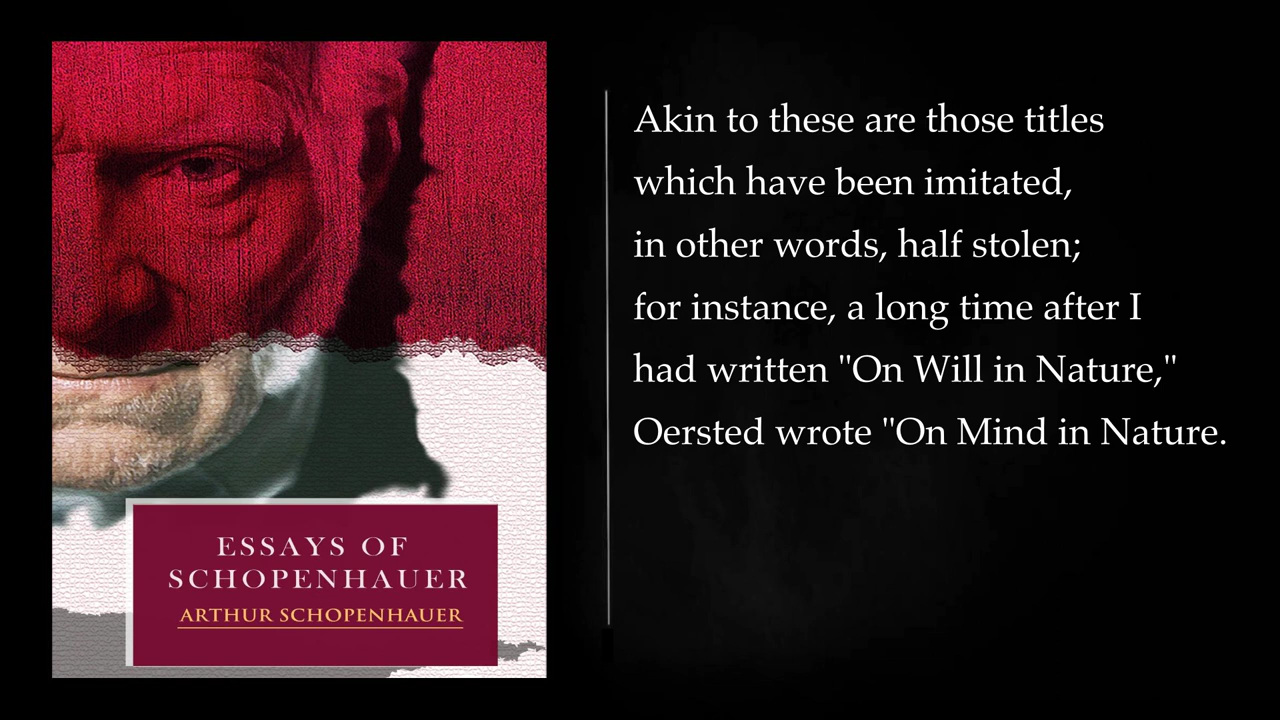 ESSAYS OF
SCHOPENHAUER
ARTHUR SCHOPENHAUER
Akin to these are those titles
which have been imitated,
in other words, half stolen;
for instance, a long time after I
had written "On Will in Nature,"
Oersted wrote "On Mind in Nature.